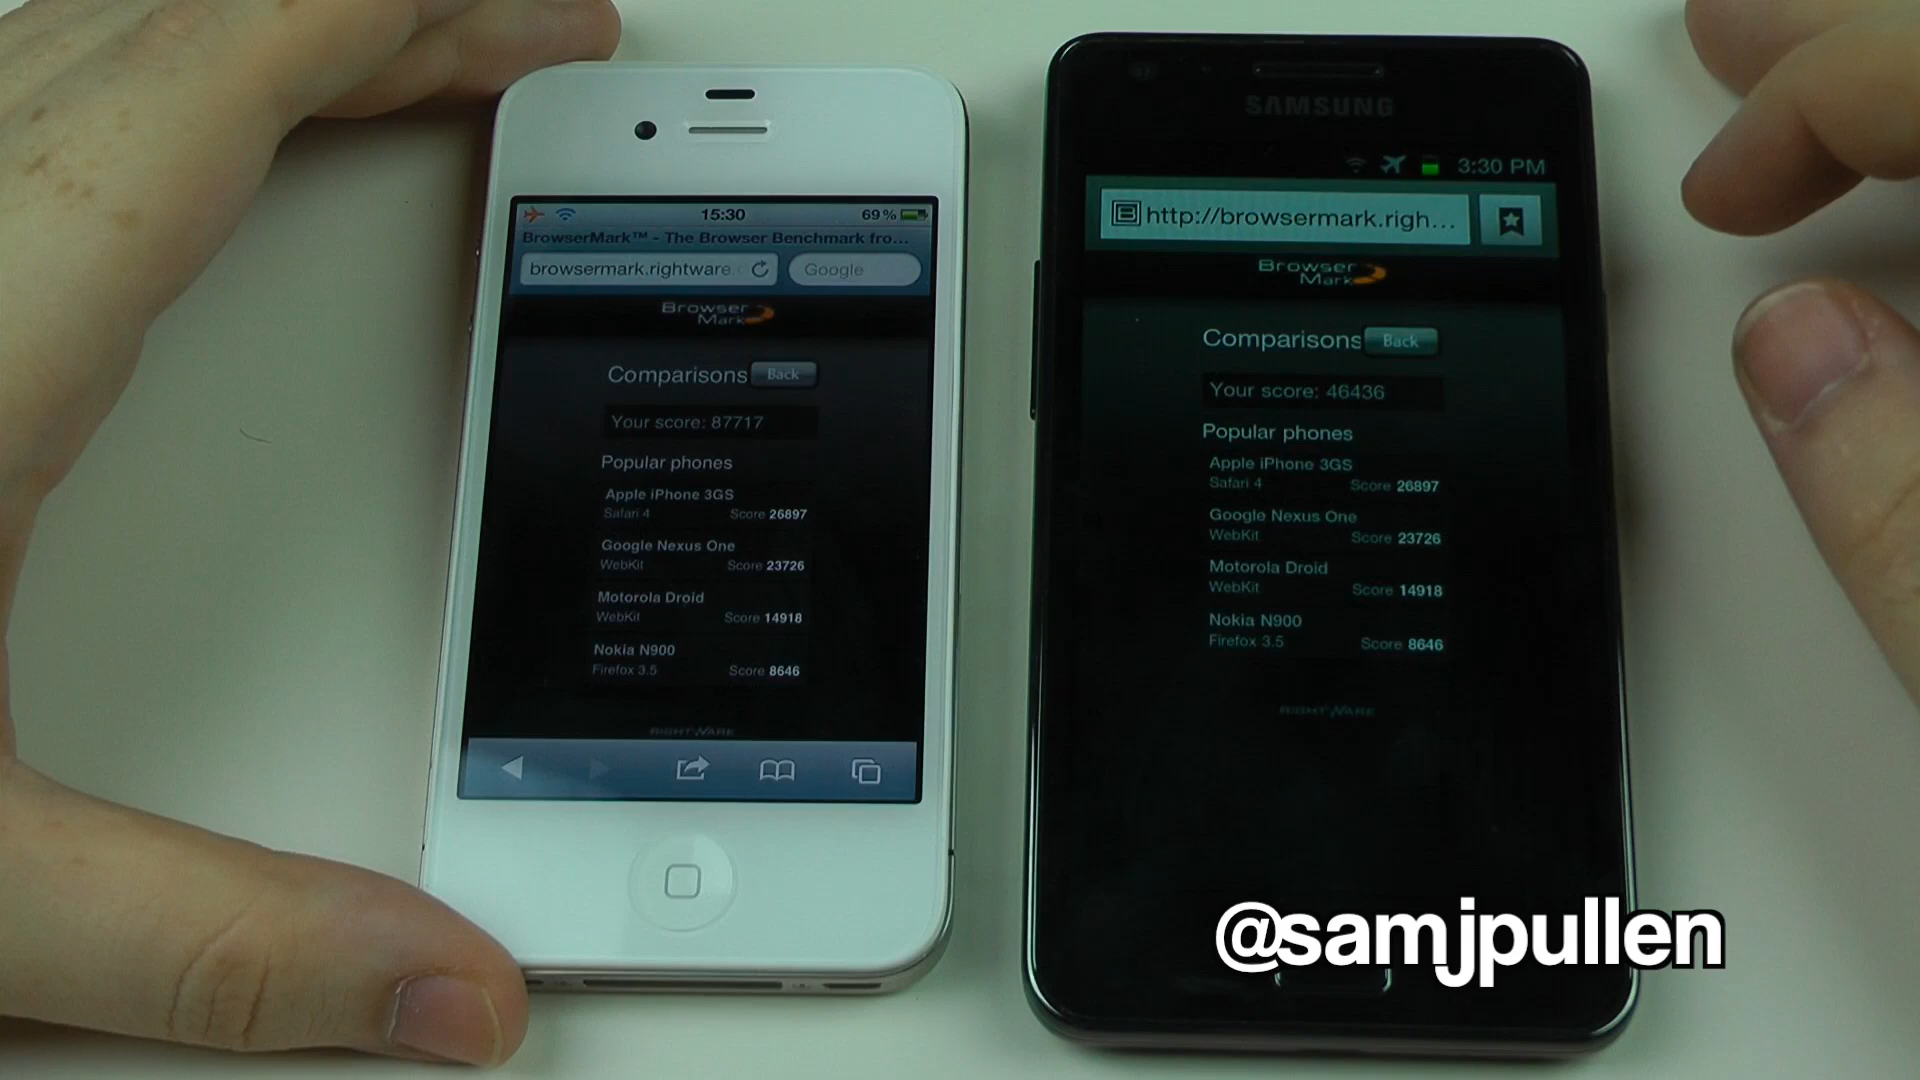 15:30
69%
BrowserMark™ - The Browser Benchmark fro...
browsermark.rightware.
Google
Browser
Mark
Comparisons
Back
Your score: 87717
Popular phones
Apple iPhone 3GS
Safari 4 Score 26897
Google Nexus One
WebKit Score 23726
Motorola Droid
WebKit Score 14918
Nokia N900
Firefox 3.5 Score 8646
RIGHTWARE
SAMSUNG
3:30 PM
http://browsermark.righ...
Browser
Mark
Comparisons
Back
Your score: 46436
Popular phones
Apple iPhone 3GS
Safari 4 Score 26897
Google Nexus One
WebKit Score 23726
Motorola Droid
WebKit Score 14918
Nokia N900
Firefox 3.5 Score 8646
RIGHTWARE
@samjpullen